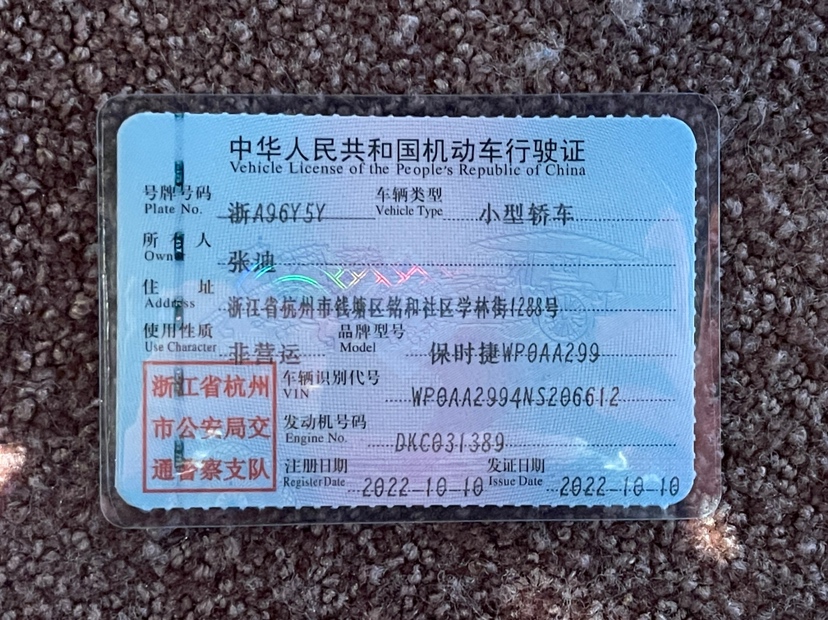 中华人民共和国机动车行驶证
Vehicle License of the People's Republic of China
号牌号码 浙A96Y5Y 车辆类型 小型轿车
Plate No. Vehicle Type
所有人 张迪
Owner
住址 浙江省杭州市钱塘区铭和社区学林街1288号
Address
使用性质 非营运 品牌型号 保时捷WP0AA299
Use Character Model
车辆识别代号 WP0AA2994NS206612
VIN
发动机号码 DKC031389
Engine No.
注册日期 2022-10-10 发证日期 2022-10-10
Register Date Issue Date
浙江省杭州
市公安局交
通警察支队